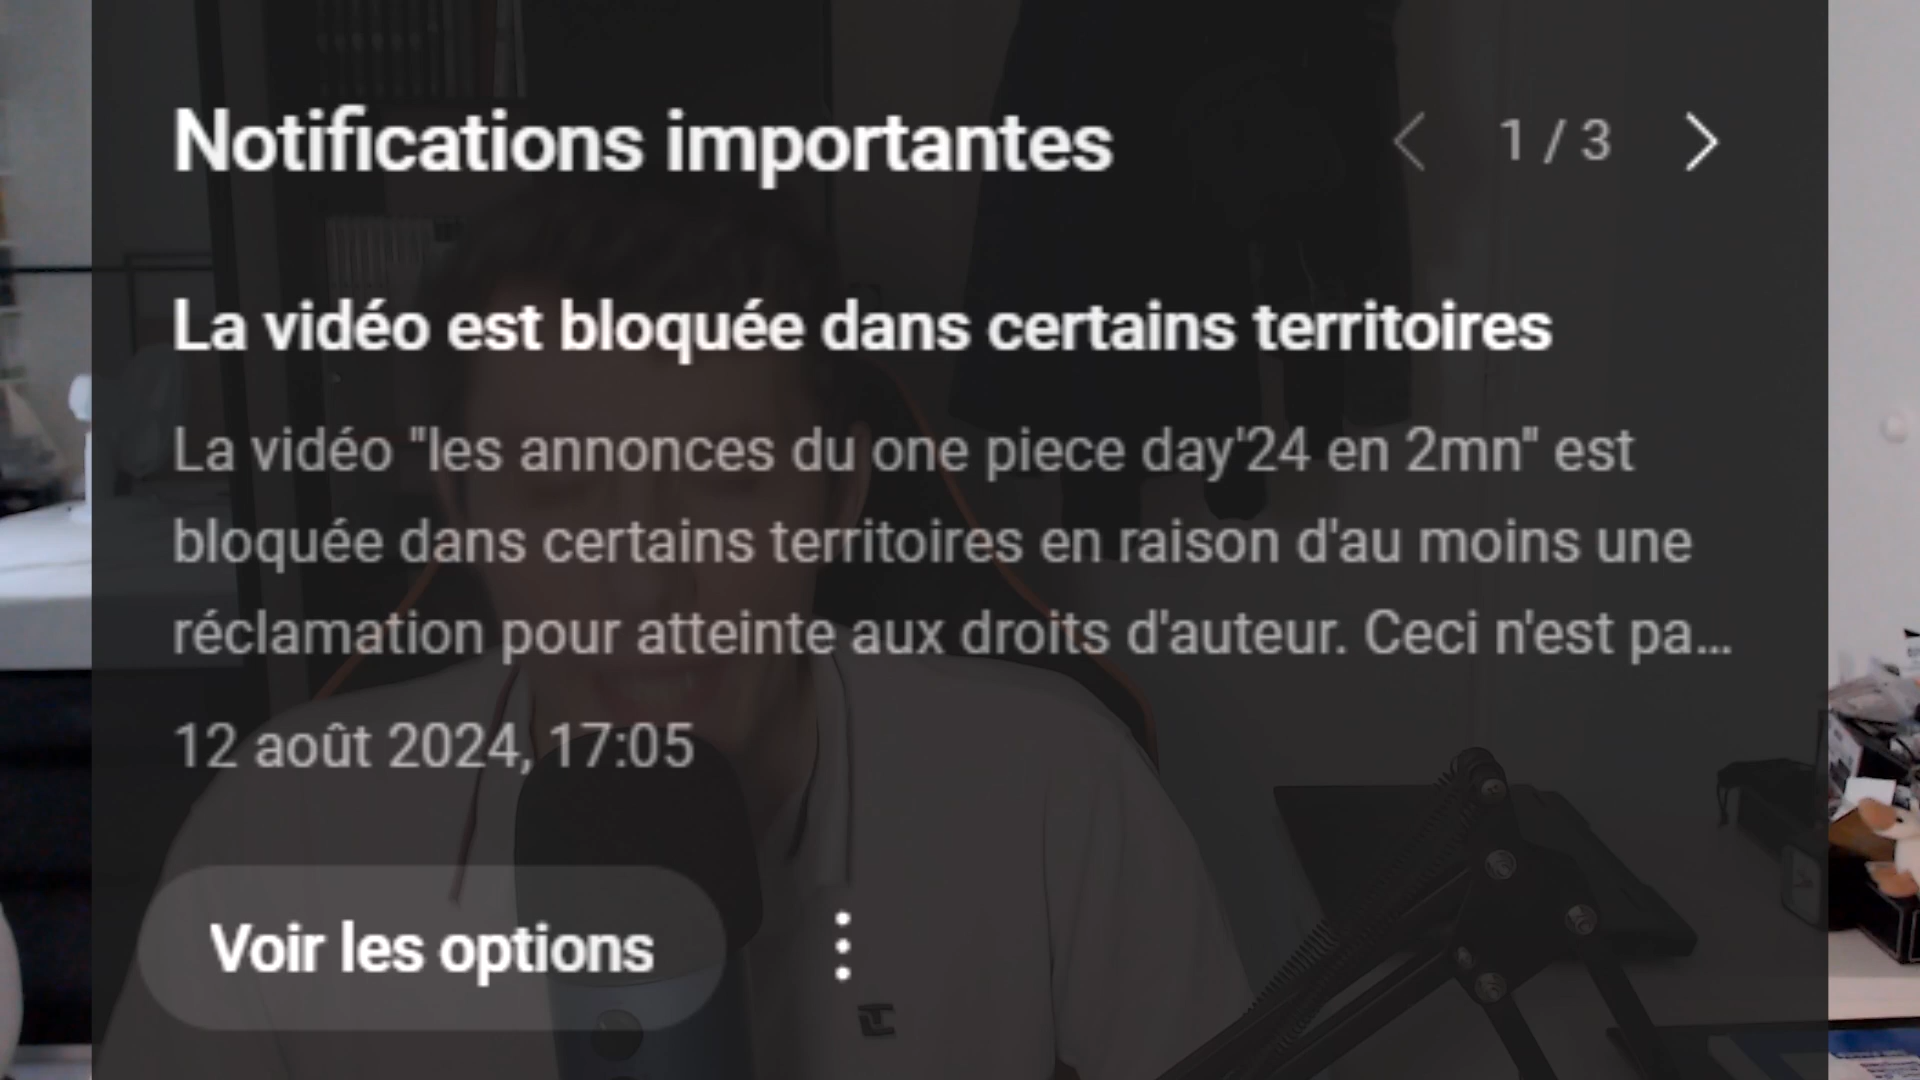 Notifications importantes
1 / 3
La vidéo est bloquée dans certains territoires
La vidéo "les annonces du one piece day'24 en 2mn" est
bloquée dans certains territoires en raison d'au moins une
réclamation pour atteinte aux droits d'auteur. Ceci n'est pa...
12 août 2024, 17:05
Voir les options